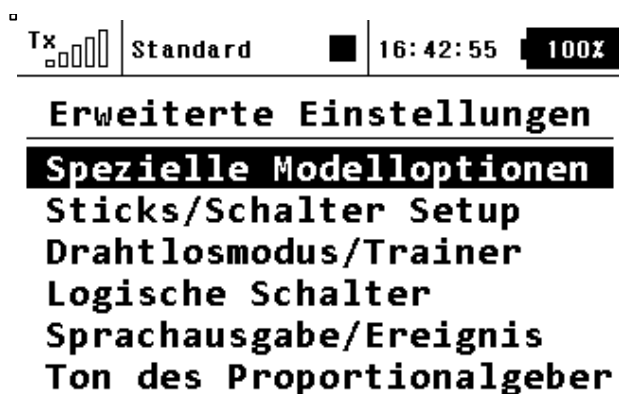 Tx Standard 16:42:55 100%
Erweiterte Einstellungen
Spezielle Modelloptionen
Sticks/Schalter Setup
Drahtlosmodus/Trainer
Logische Schalter
Sprachausgabe/Ereignis
Ton des Proportionalgeber